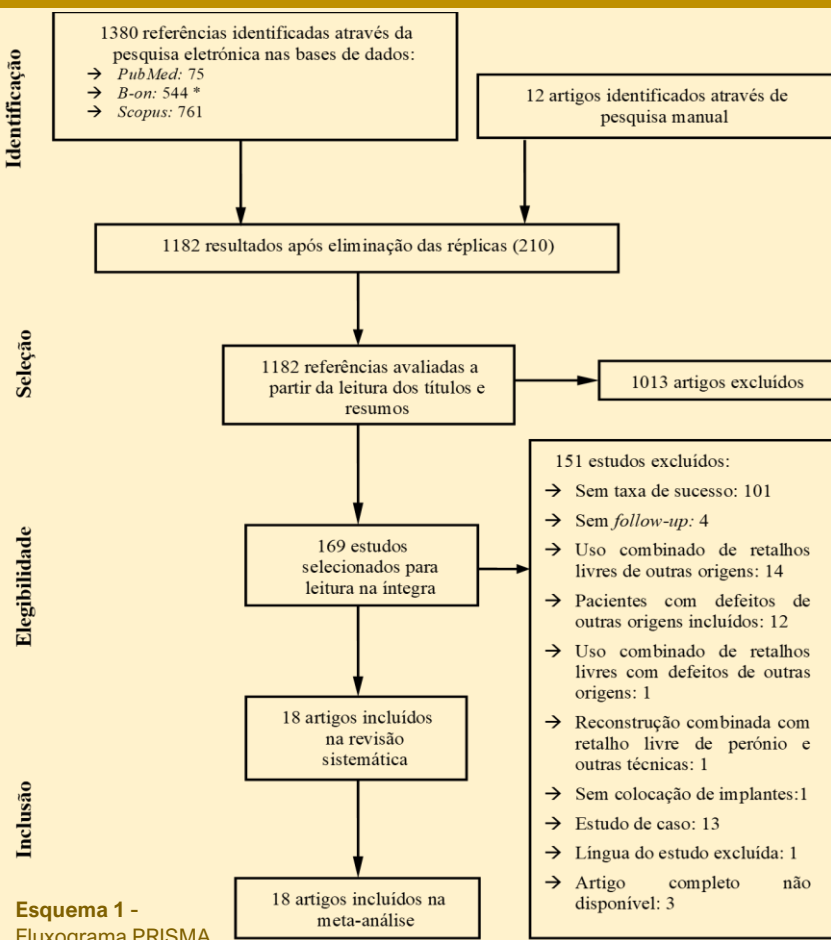 Identificação
1380 referências identificadas através da
pesquisa eletrónica nas bases de dados:
→ PubMed: 75
→ B-on: 544 *
→ Scopus: 761
12 artigos identificados através de
pesquisa manual
1182 resultados após eliminação das réplicas (210)
Seleção
1182 referências avaliadas a
partir da leitura dos títulos e
resumos
1013 artigos excluídos
Elegibilidade
169 estudos
selecionados para
leitura na íntegra
151 estudos excluídos:
→ Sem taxa de sucesso: 101
→ Sem follow-up: 4
→ Uso combinado de retalhos
livres de outras origens: 14
→ Pacientes com defeitos de
outras origens incluídos: 12
→ Uso combinado de retalhos
livres com defeitos de outras
origens: 1
→ Reconstrução combinada com
retalho livre de perónio e
outras técnicas: 1
→ Sem colocação de implantes:1
→ Estudo de caso: 13
→ Língua do estudo excluída: 1
→ Artigo completo não
disponível: 3
Inclusão
18 artigos incluídos
na revisão
sistemática
18 artigos incluídos na
meta-análise
Esquema 1 -
Fluxograma PRISMA